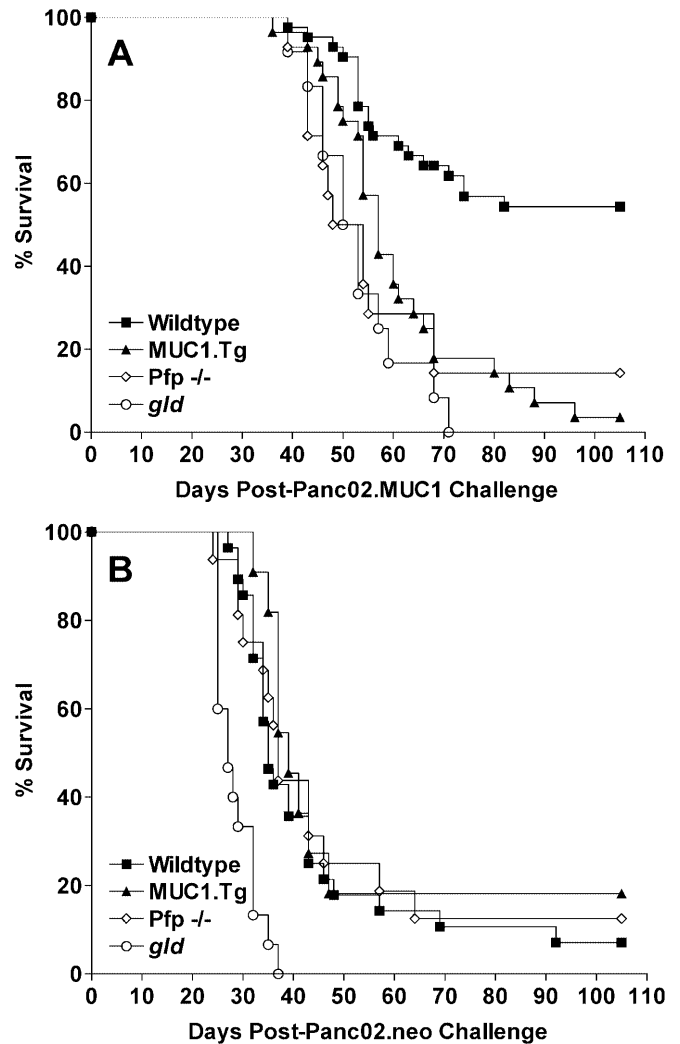 A
100
80
60
40
20
0
% Survival
Wildtype
MUC1.Tg
Pfp -/-
gld
0 10 20 30 40 50 60 70 80 90 100 110
Days Post-Panc02.MUC1 Challenge
B
100
80
60
40
20
0
% Survival
Wildtype
MUC1.Tg
Pfp -/-
gld
0 10 20 30 40 50 60 70 80 90 100 110
Days Post-Panc02.neo Challenge